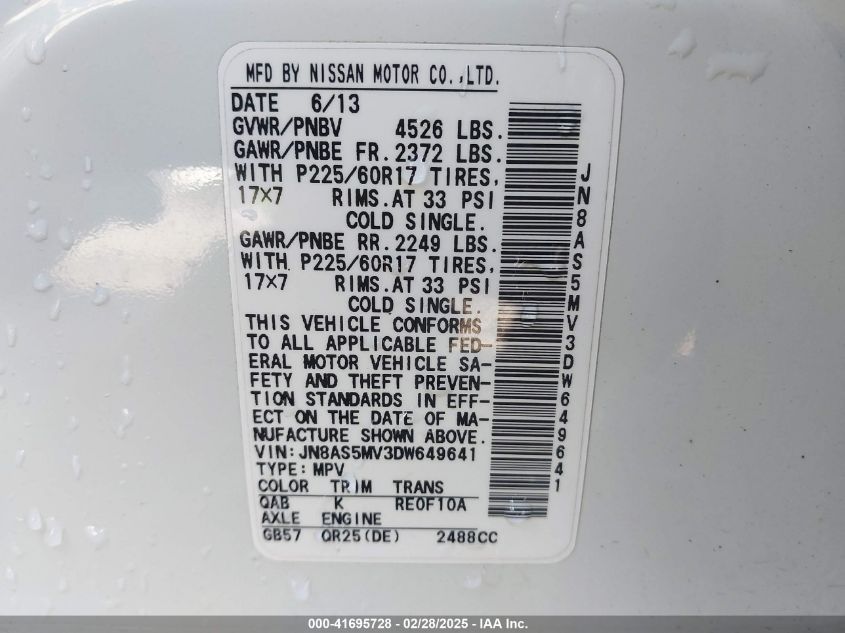 MFD BY NISSAN MOTOR CO.,LTD.
DATE 6/13
GVWR/PNBV 4526 LBS.
GAWR/PNBE FR. 2372 LBS.
WITH P225/60R17 TIRES,
17×7 RIMS.AT 33 PSI
COLD SINGLE.
GAWR/PNBE RR. 2249 LBS.
WITH P225/60R17 TIRES,
17×7 RIMS.AT 33 PSI
COLD SINGLE.
THIS VEHICLE CONFORMS
TO ALL APPLICABLE FED-
ERAL MOTOR VEHICLE SA-
FETY AND THEFT PREVEN-
TION STANDARDS IN EFF-
ECT ON THE DATE OF MA-
NUFACTURE SHOWN ABOVE.
VIN:JN8AS5MV3DW649641
TYPE:MPV
COLOR TRIM TRANS
QAB K RE0F10A
AXLE ENGINE
GB57 QR25(DE) 2488CC
JN8AS5MV3DW649641
000-41695728 - 02/28/2025 - IAA Inc.